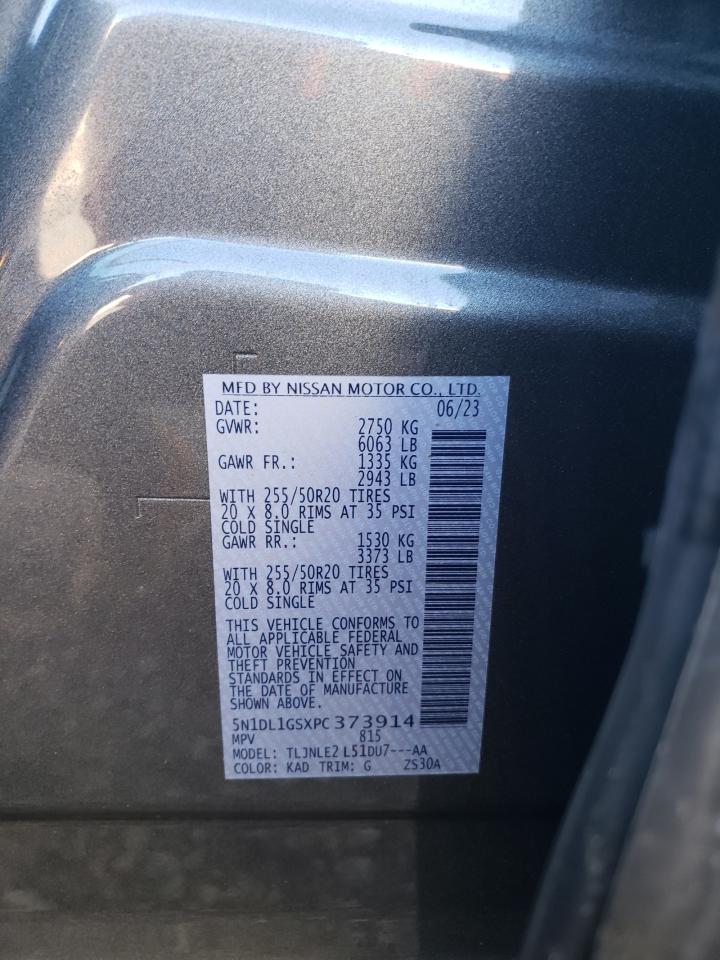 MFD BY NISSAN MOTOR CO., LTD.
DATE: 06/23
GVWR: 2750 KG
6063 LB
GAWR FR.: 1335 KG
2943 LB
WITH 255/50R20 TIRES
20 X 8.0 RIMS AT 35 PSI
COLD SINGLE
GAWR RR.: 1530 KG
3373 LB
WITH 255/50R20 TIRES
20 X 8.0 RIMS AT 35 PSI
COLD SINGLE
THIS VEHICLE CONFORMS TO
ALL APPLICABLE FEDERAL
MOTOR VEHICLE SAFETY AND
THEFT PREVENTION
STANDARDS IN EFFECT ON
THE DATE OF MANUFACTURE
SHOWN ABOVE.
5N1DL1GSXPC373914
MPV 815
MODEL: TLJNLE2 L51DU7---AA
COLOR: KAD TRIM: G ZS30A